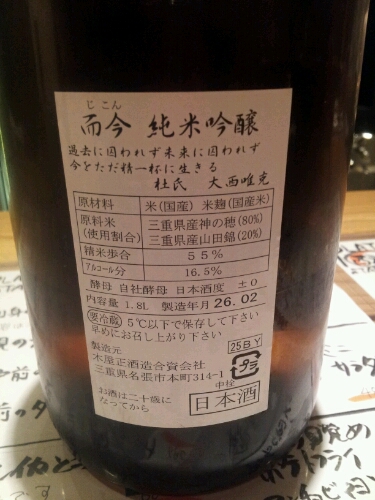 じこん
而今 純米吟醸
過去に囚われず未来に囚われず
今をただ精一杯に生きる
杜氏 大西唯克
原材料 米(国産) 米麹(国産米)
原料米 三重県産神の穂(80%)
(使用割合) 三重県産山田錦(20%)
精米歩合 55%
アルコール分 16.5%
酵母 自社酵母 日本酒度 ±0
内容量 1.8L 製造年月 26.02
要冷蔵 5℃以下で保存して下さい
早めにお召し上がり下さい
25BY
製造元
木屋正酒造合資会社
三重県名張市本町314-1
プラ
中栓
お酒は二十歳に
なってから
日本酒